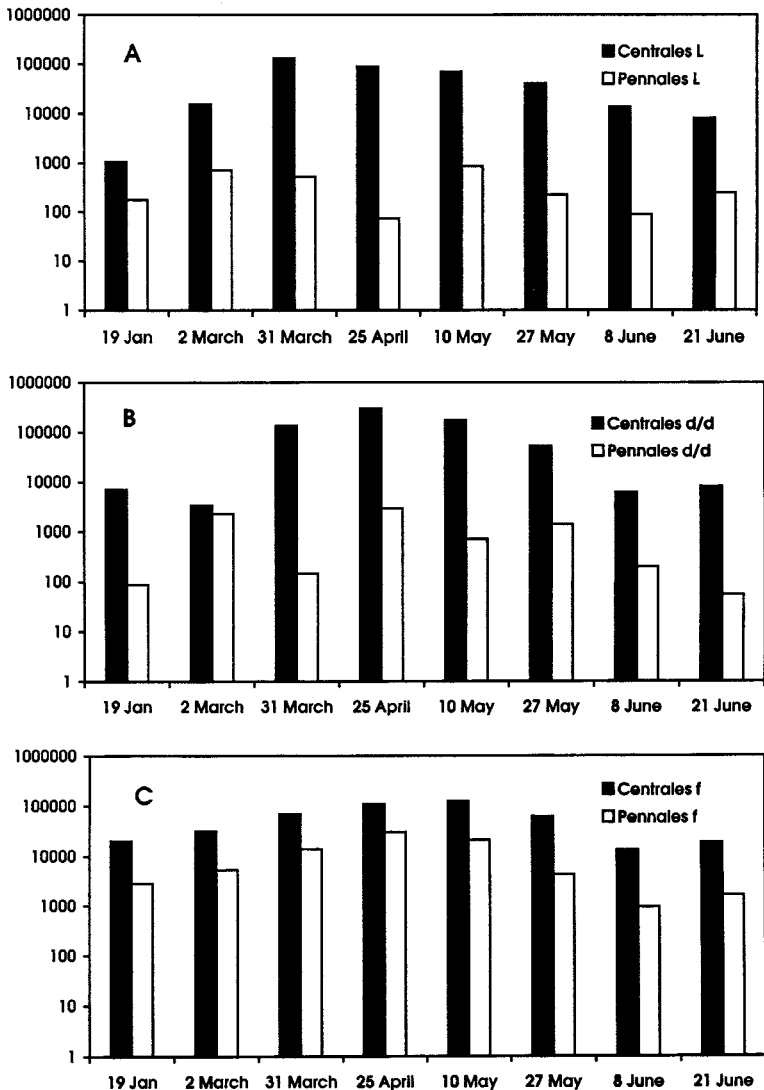 1000000
A
Centrales L
100000
Pennales L
10000
1000
100
10
1
19 Jan 2 March 31 March 25 April 10 May 27 May 8 June 21 June
1000000
B
Centrales d/d
100000
Pennales d/d
10000
1000
100
10
1
19 Jan 2 March 31 March 25 April 10 May 27 May 8 June 21 June
1000000
C
Centrales f
100000
Pennales f
10000
1000
100
10
1
19 Jan 2 March 31 March 25 April 10 May 27 May 8 June 21 June